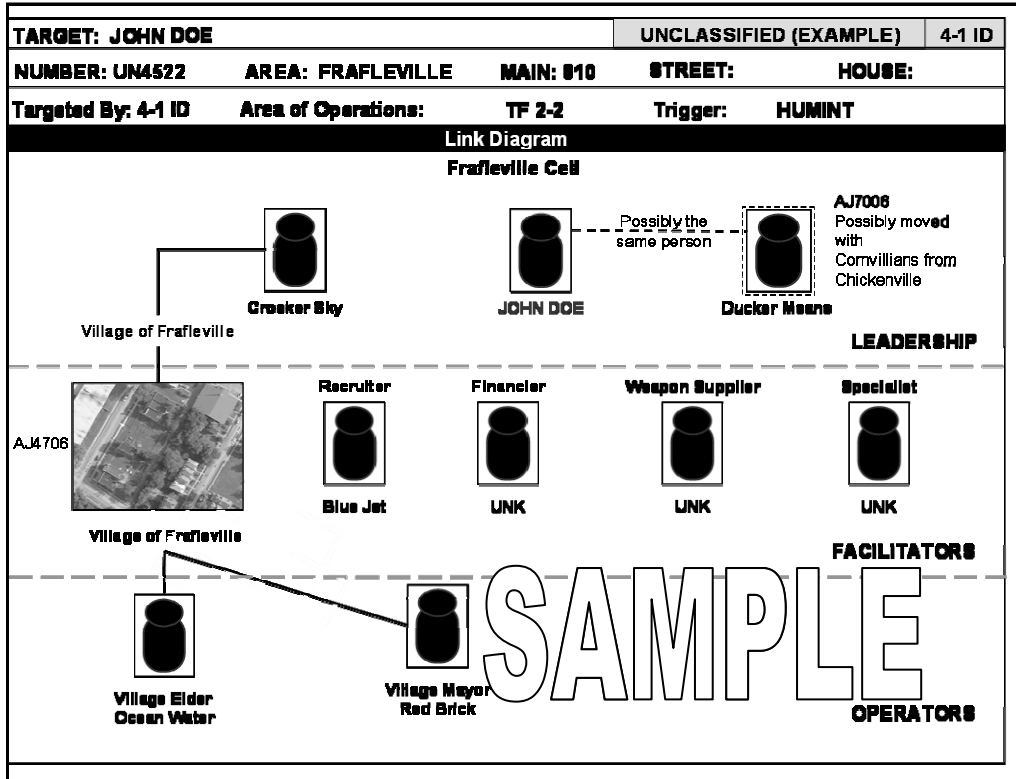 TARGET: JOHN DOE UNCLASSIFIED (EXAMPLE) 4-1 ID
NUMBER: UN4522 AREA: FRAFLEVILLE MAIN: 810 STREET: HOUSE:
Targeted By: 4-1 ID Area of Operations: TF 2-2 Trigger: HUMINT
Link Diagram
Frafleville Cell
Possibly the
same person
AJ7006
Possibly moved
with
Cornvillians from
Chickenville
Crooker Sky
JOHN DOE
Ducker Means
Village of Frafleville
LEADERSHIP
Recruiter Financier Weapon Supplier Specialist
AJ4706
Blue Jet UNK UNK UNK
Village of Frafleville
FACILITATORS
SAMPLE
Village Elder
Ocean Water
Village Mayor
Red Brick
OPERATORS